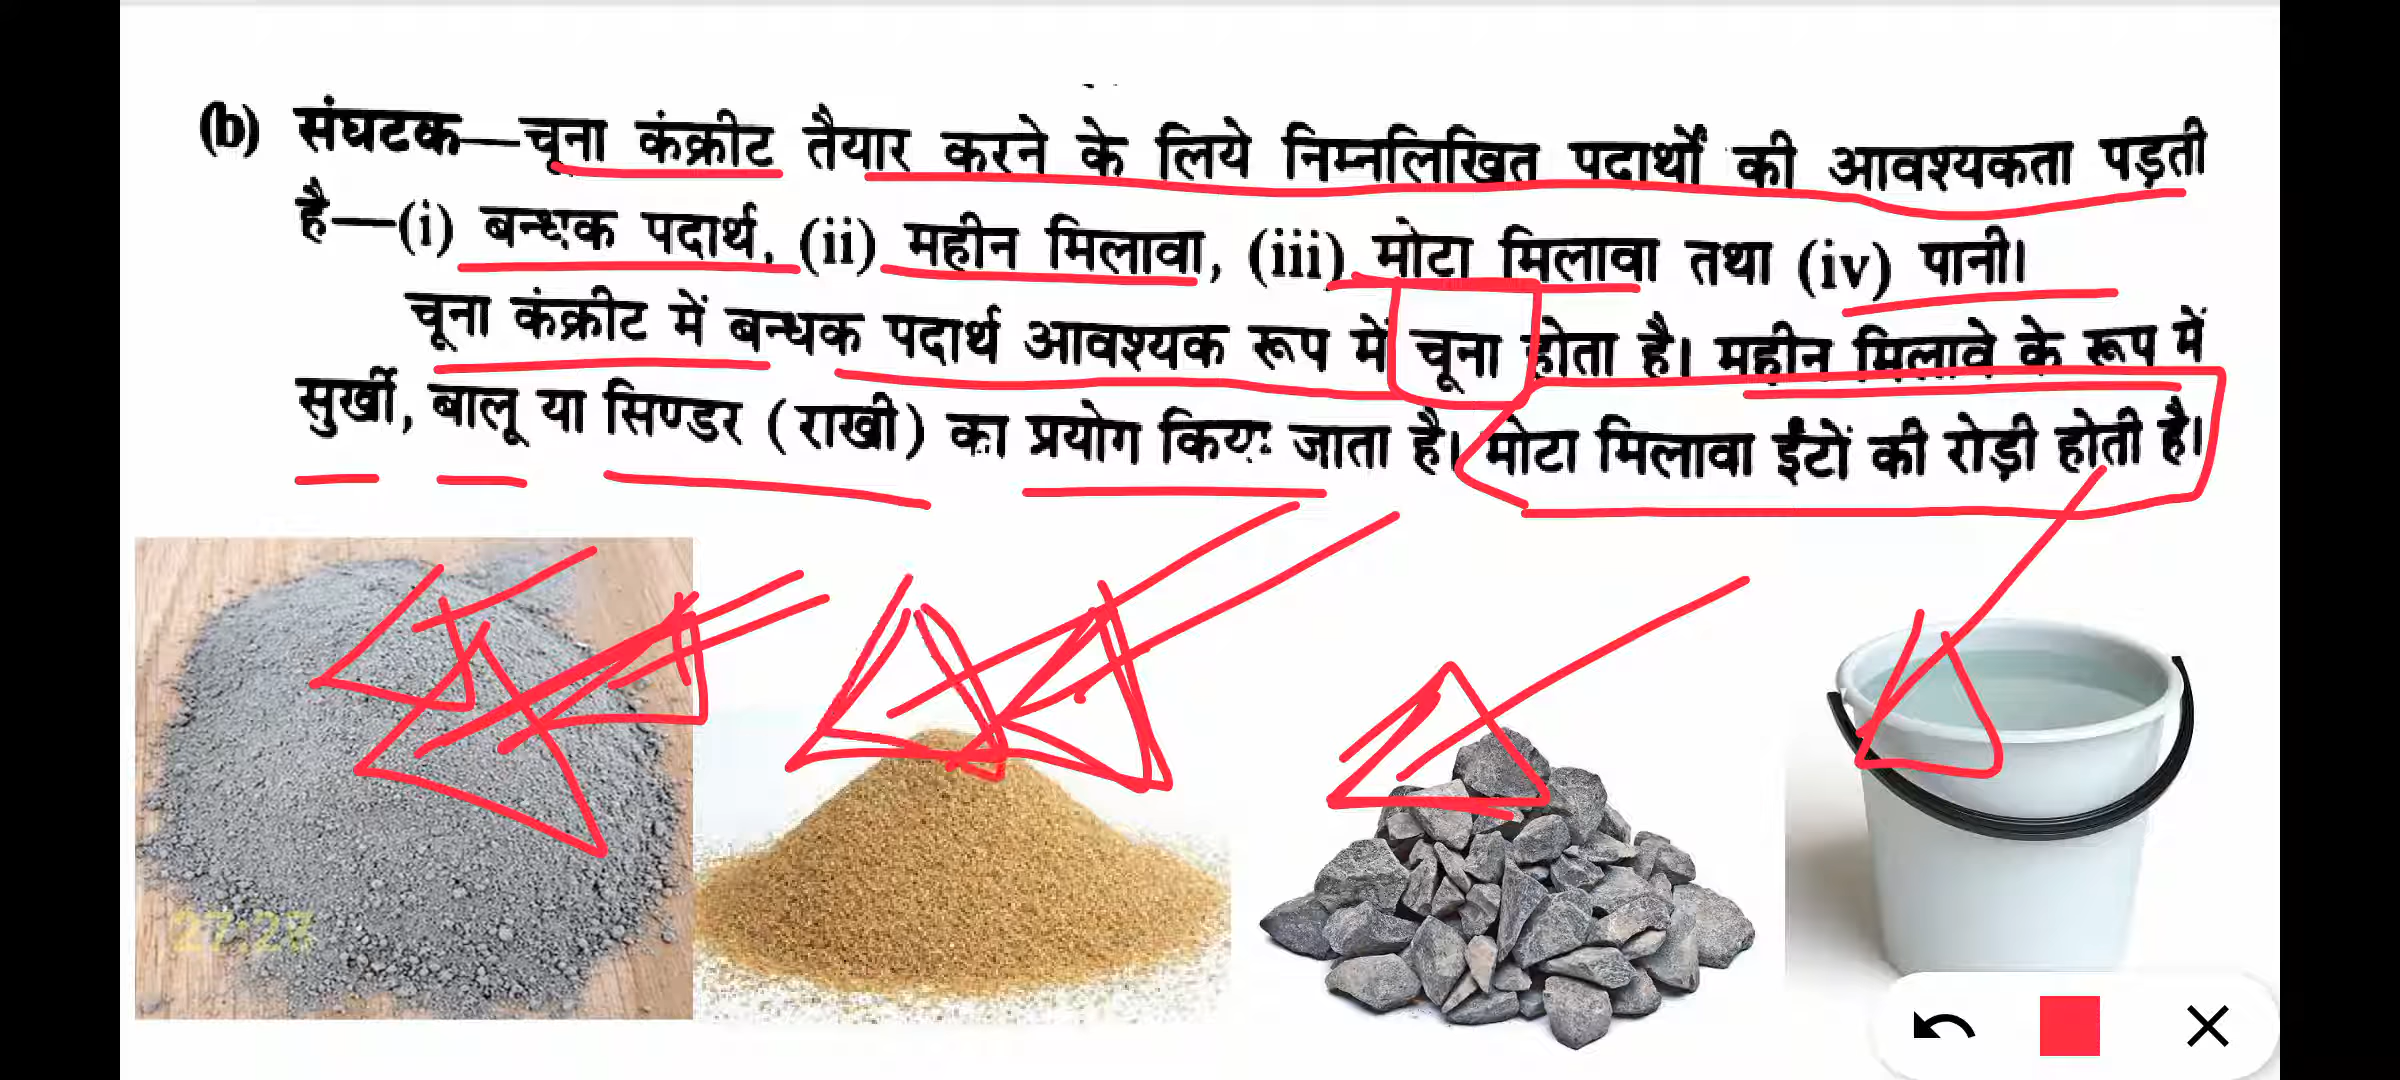 (b) संघटक—चूना कंक्रीट तैयार करने के लिये निम्नलिखित पदार्थों की आवश्यकता पड़ती
है—(i) बन्धक पदार्थ, (ii) महीन मिलावा, (iii) मोटा मिलावा तथा (iv) पानी।
चूना कंक्रीट में बन्धक पदार्थ आवश्यक रूप में चूना होता है। महीन मिलावे के रूप में
सुर्खी, बालू या सिण्डर (राखी) का प्रयोग किया जाता है। मोटा मिलावा ईंटों की रोड़ी होती है।